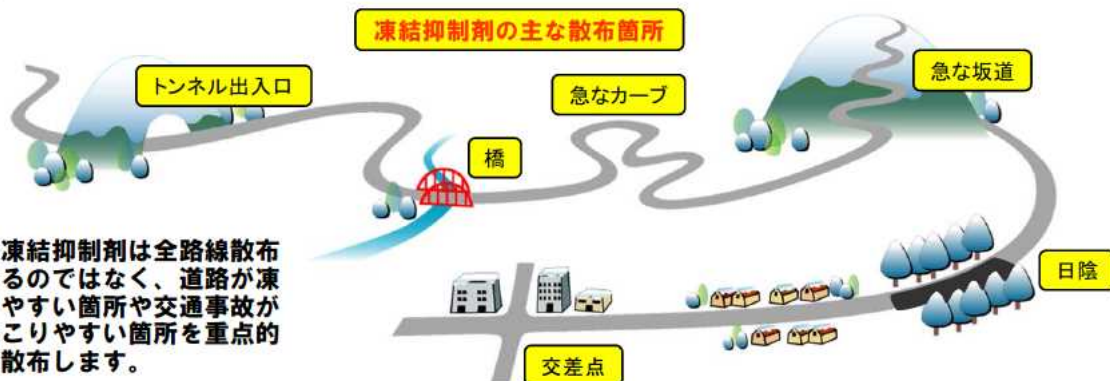 凍結抑制剤の主な散布箇所
トンネル出入口
急なカーブ
急な坂道
橋
凍結抑制剤は全路線散布
るのではなく、道路が凍
やすい箇所や交通事故が
こりやすい箇所を重点的
散布します。
日陰
交差点